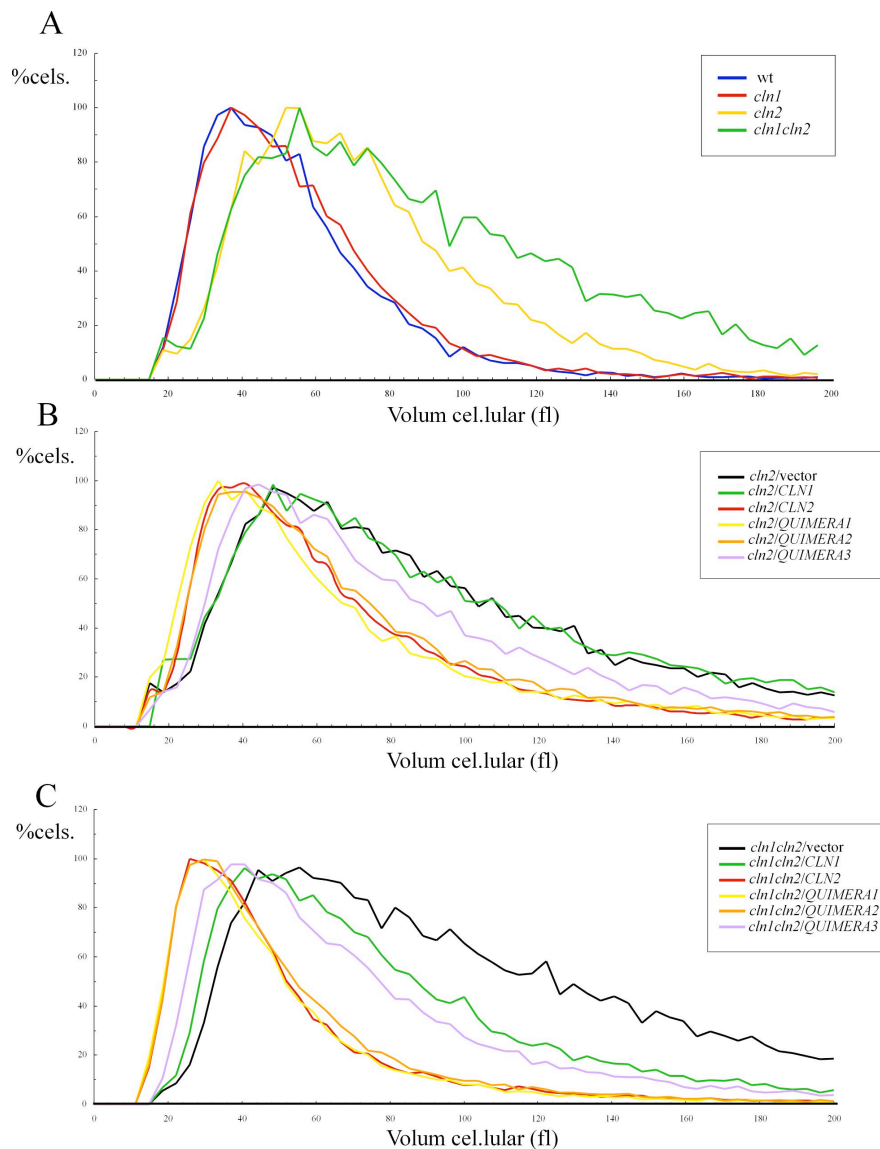 A
%cels.
120
100
80
60
40
20
0
0 20 40 60 80 100 120 140 160 180 200
Volum cel.lular (fl)
wt
cln1
cln2
cln1cln2
B
%cels.
120
100
80
60
40
20
0
0 20 40 60 80 100 120 140 160 180 200
Volum cel.lular (fl)
cln2/vector
cln2/CLN1
cln2/CLN2
cln2/QUIMERA1
cln2/QUIMERA2
cln2/QUIMERA3
C
%cels.
120
100
80
60
40
20
0
0 20 40 60 80 100 120 140 160 180 200
Volum cel.lular (fl)
cln1cln2/vector
cln1cln2/CLN1
cln1cln2/CLN2
cln1cln2/QUIMERA1
cln1cln2/QUIMERA2
cln1cln2/QUIMERA3